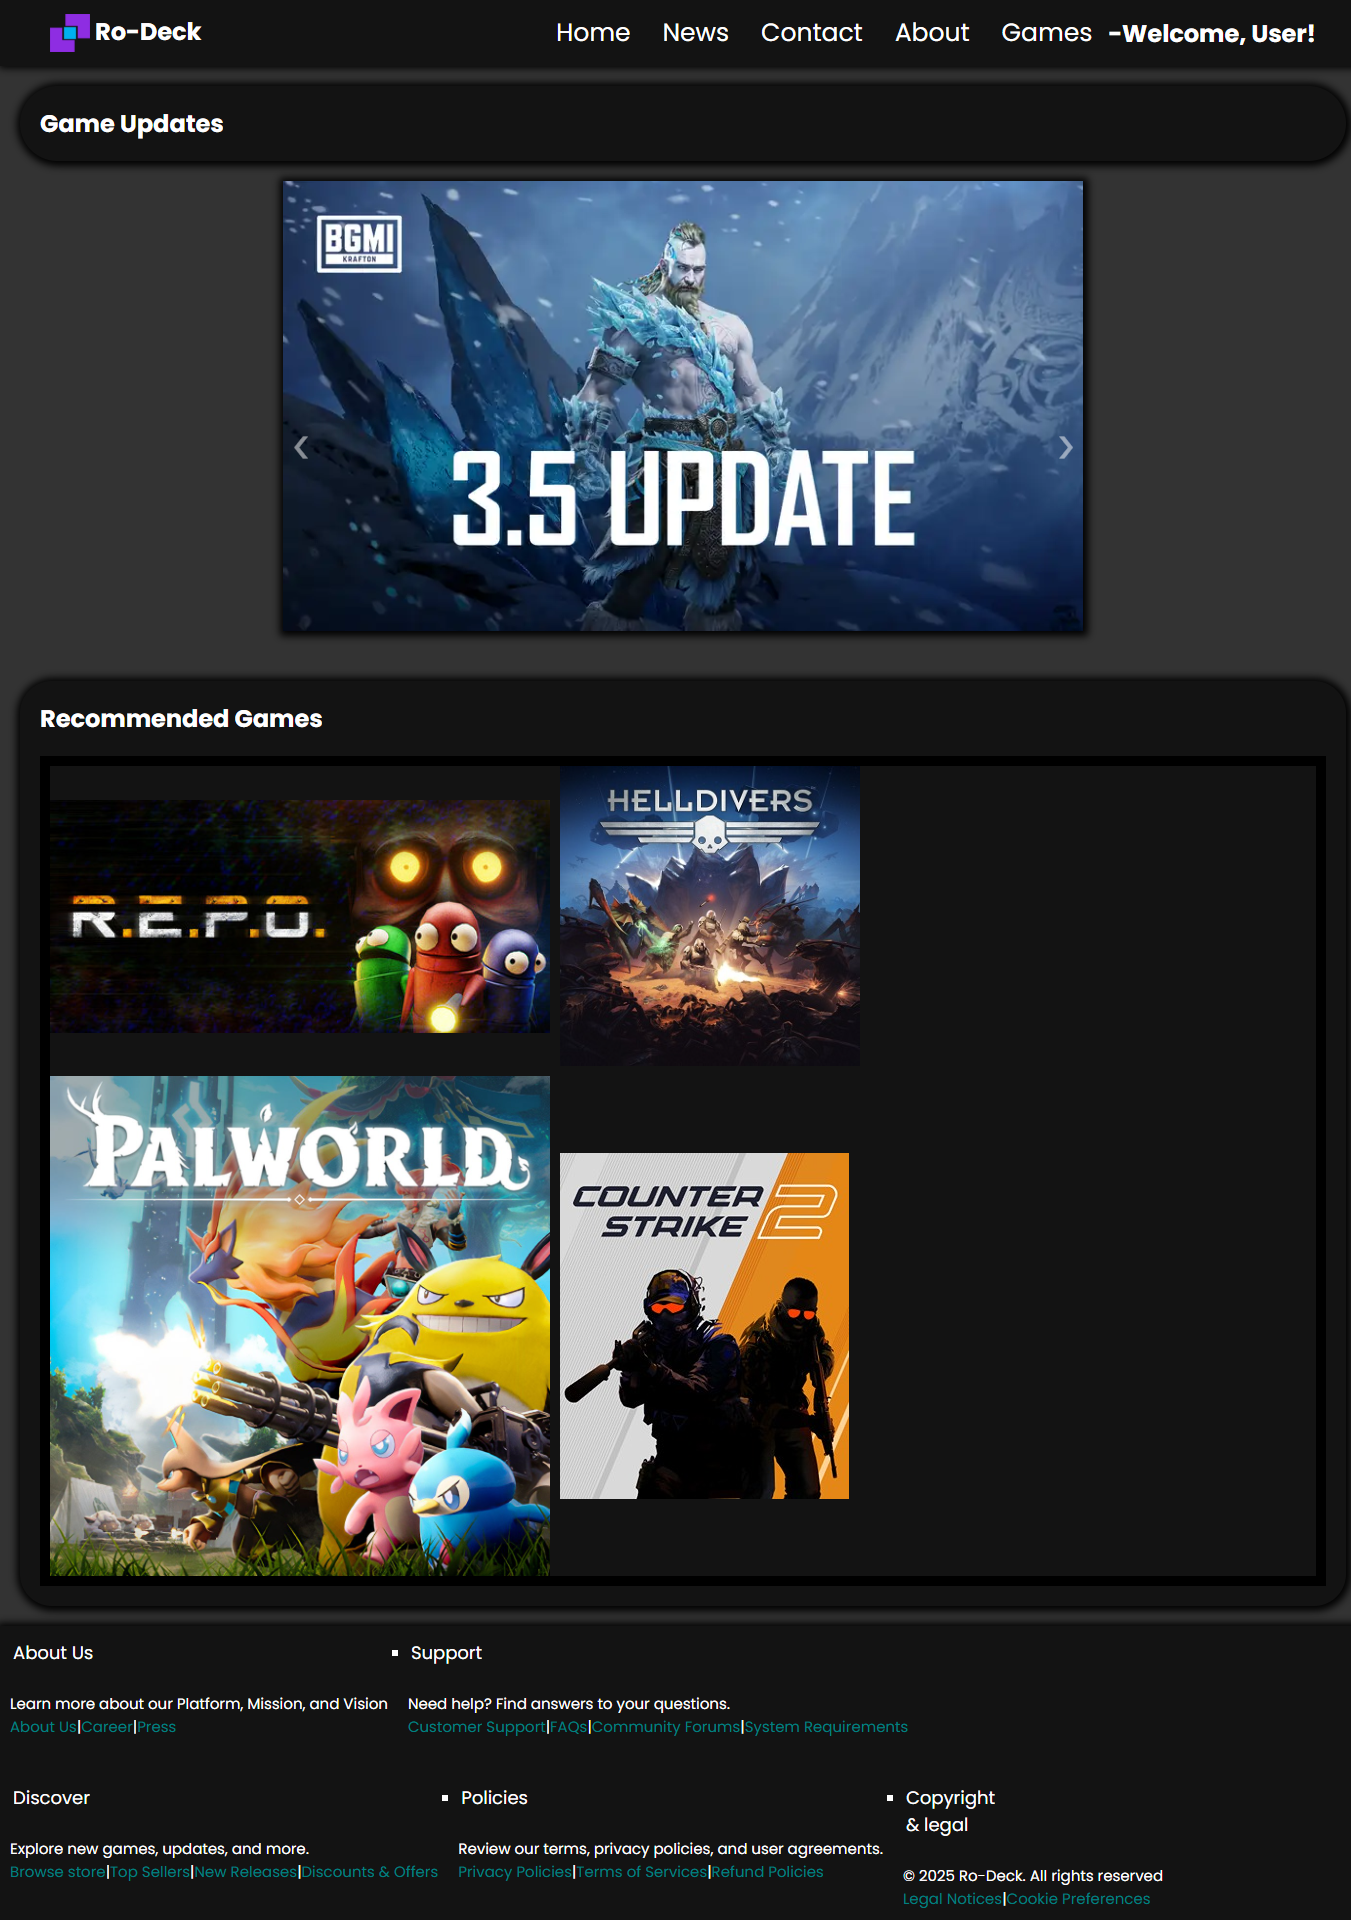 Ro-Deck
Home News Contact About Games -Welcome, User!
Game Updates
BGMI
KRAFTON
❮ ❯
3.5 UPDATE
Recommended Games
HELLDIVERS
R.E.P.O.
PALWORLD
COUNTER
STRIKE 2
About Us
Learn more about our Platform, Mission, and Vision
About Us|Career|Press
Support
Need help? Find answers to your questions.
Customer Support|FAQs|Community Forums|System Requirements
Discover
Explore new games, updates, and more.
Browse store|Top Sellers|New Releases|Discounts & Offers
Policies
Review our terms, privacy policies, and user agreements.
Privacy Policies|Terms of Services|Refund Policies
Copyright
& legal
© 2025 Ro-Deck. All rights reserved
Legal Notices|Cookie Preferences